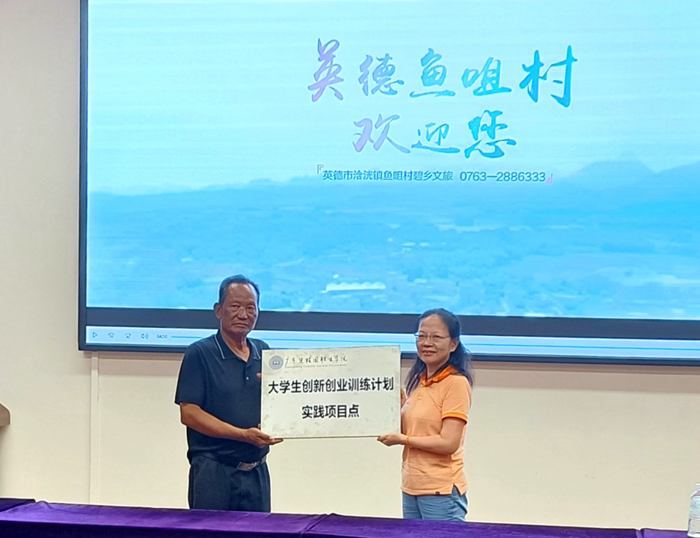 英德鱼咀村
欢迎您
英德市浛洸镇鱼咀村碧乡文旅 0763—2886333
大学生创新创业训练计划
实践项目点